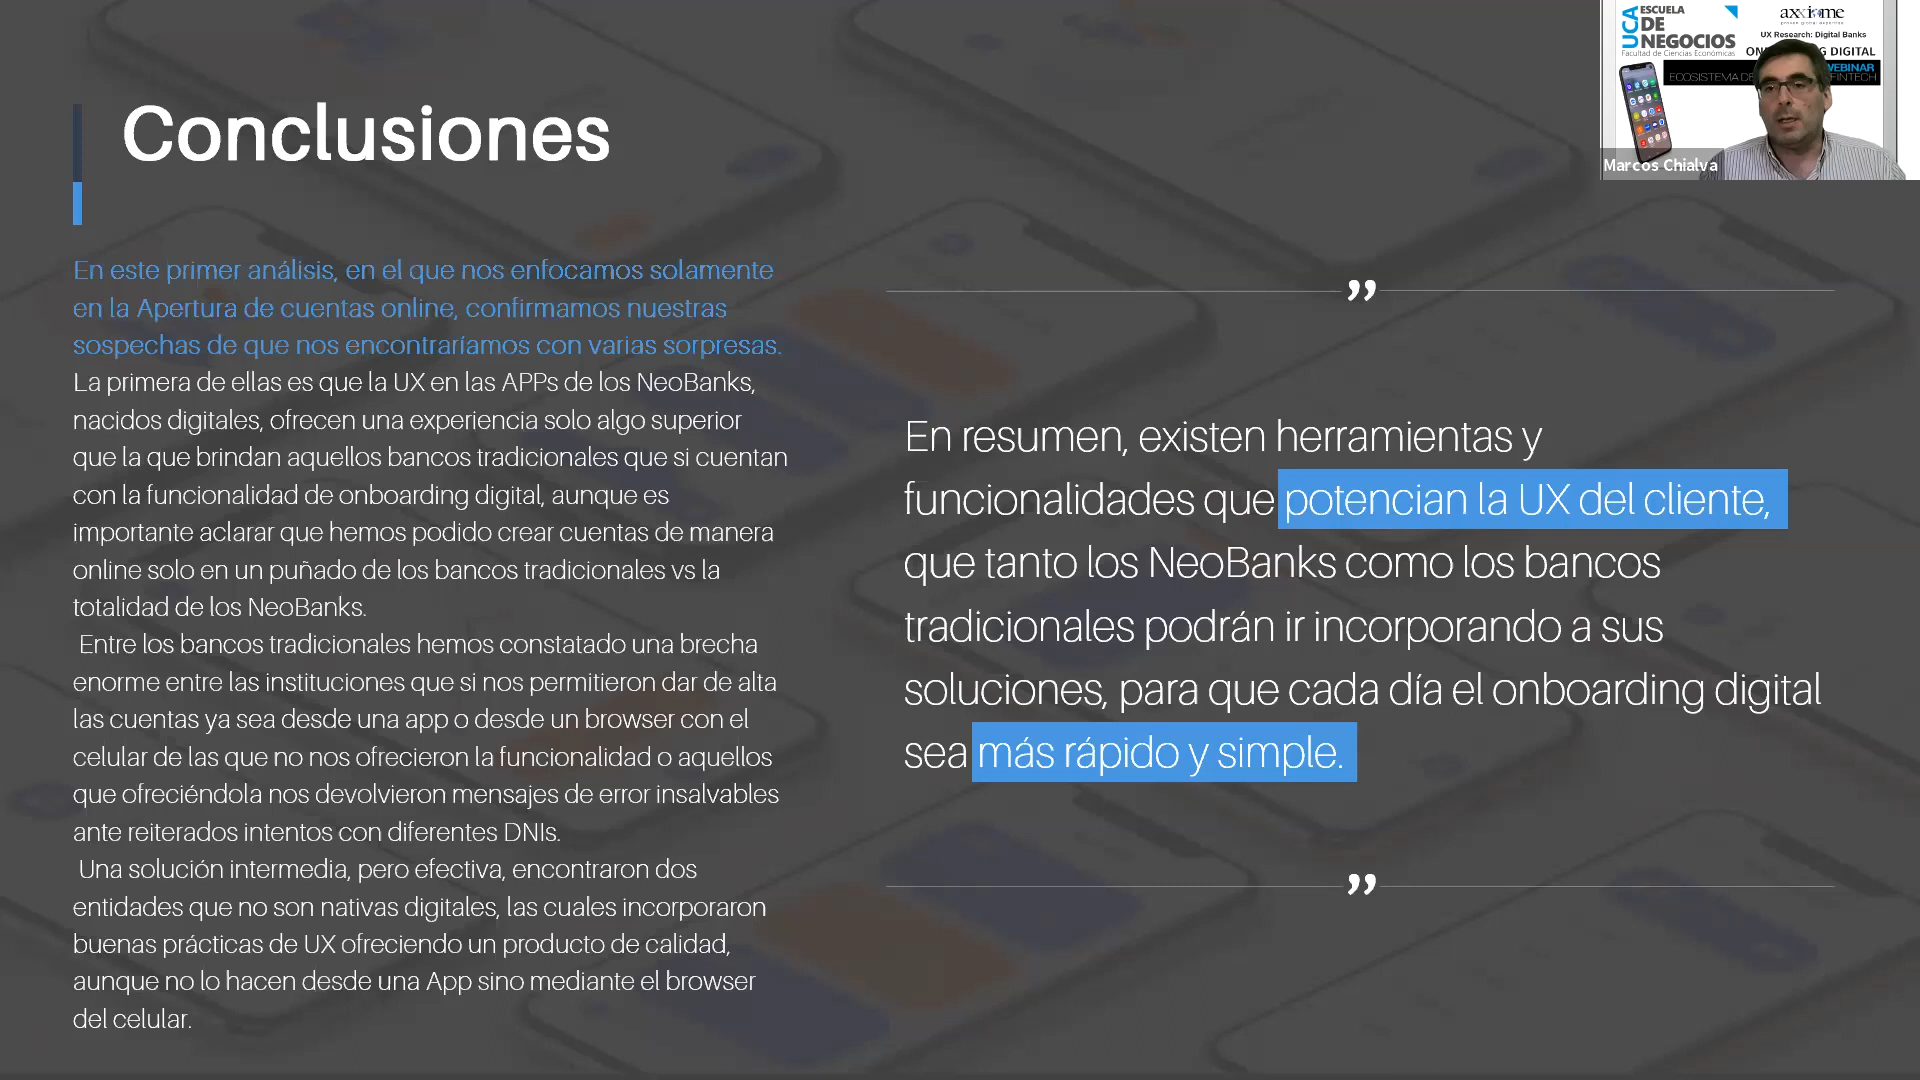 Conclusiones
En este primer análisis, en el que nos enfocamos solamente
en la Apertura de cuentas online, confirmamos nuestras
sospechas de que nos encontraríamos con varias sorpresas.
La primera de ellas es que la UX en las APPs de los NeoBanks,
nacidos digitales, ofrecen una experiencia solo algo superior
que la que brindan aquellos bancos tradicionales que si cuentan
con la funcionalidad de onboarding digital, aunque es
importante aclarar que hemos podido crear cuentas de manera
online solo en un puñado de los bancos tradicionales vs la
totalidad de los NeoBanks.
Entre los bancos tradicionales hemos constatado una brecha
enorme entre las instituciones que si nos permitieron dar de alta
las cuentas ya sea desde una app o desde un browser con el
celular de las que no nos ofrecieron la funcionalidad o aquellos
que ofreciéndola nos devolvieron mensajes de error insalvables
ante reiterados intentos con diferentes DNIs.
Una solución intermedia, pero efectiva, encontraron dos
entidades que no son nativas digitales, las cuales incorporaron
buenas prácticas de UX ofreciendo un producto de calidad,
aunque no lo hacen desde una App sino mediante el browser
del celular.
”
En resumen, existen herramientas y
funcionalidades que potencian la UX del cliente,
que tanto los NeoBanks como los bancos
tradicionales podrán ir incorporando a sus
soluciones, para que cada día el onboarding digital
sea más rápido y simple.
”
UCA ESCUELA
DE
NEGOCIOS
Facultad de Ciencias Económicas
axxiome
UX Research: Digital Banks
DIGITAL
WEBINAR
ECOSISTEMA DE FINTECH
Marcos Chialva